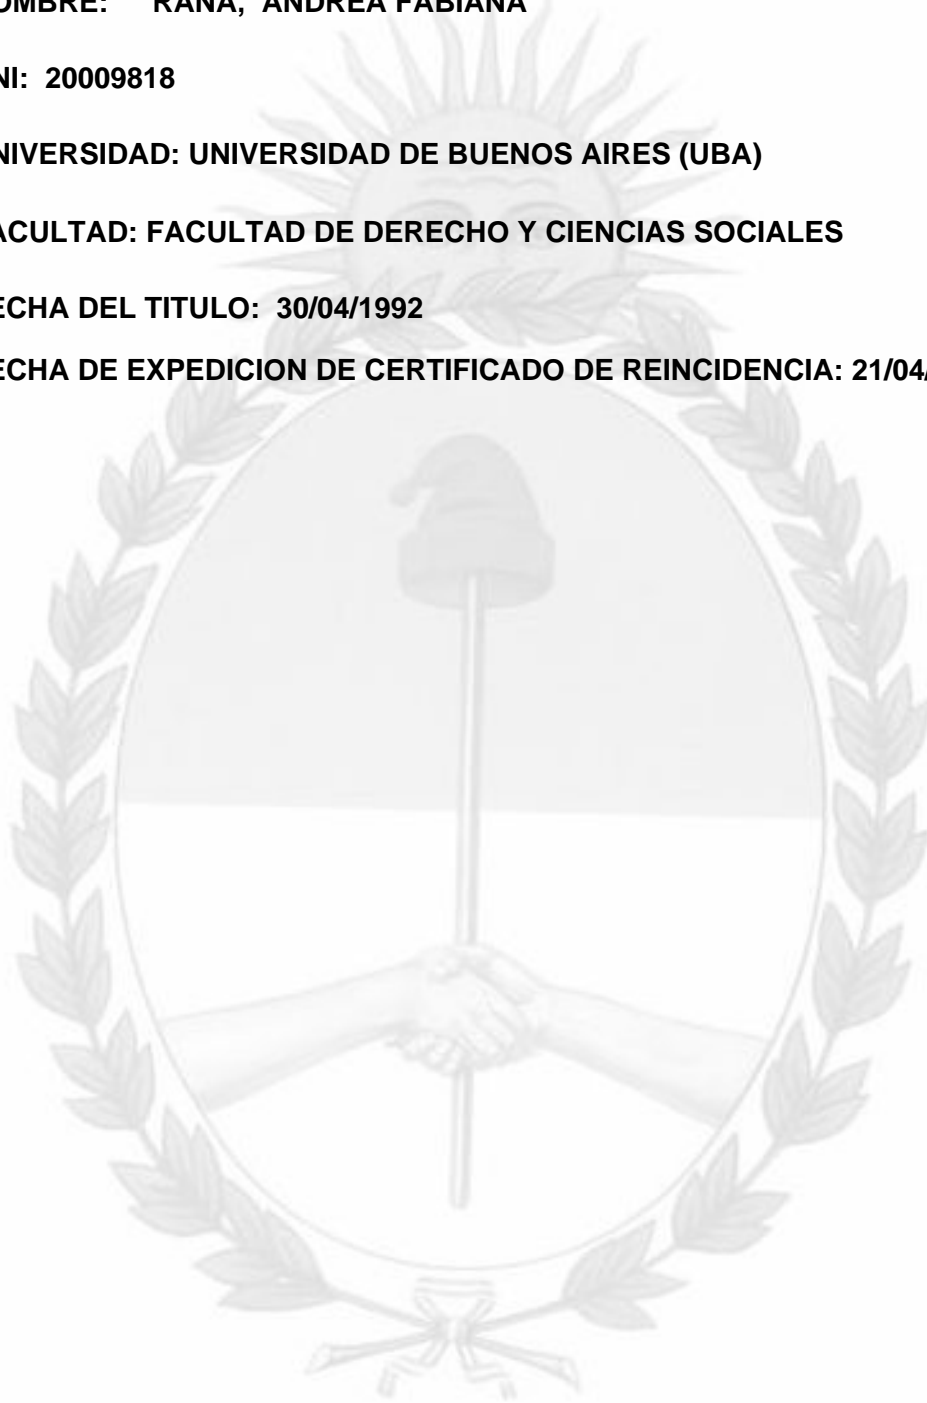 OMBRE: RANA, ANDREA FABIANA
NI: 20009818
NIVERSIDAD: UNIVERSIDAD DE BUENOS AIRES (UBA)
ACULTAD: FACULTAD DE DERECHO Y CIENCIAS SOCIALES
ECHA DEL TITULO: 30/04/1992
ECHA DE EXPEDICION DE CERTIFICADO DE REINCIDENCIA: 21/04/